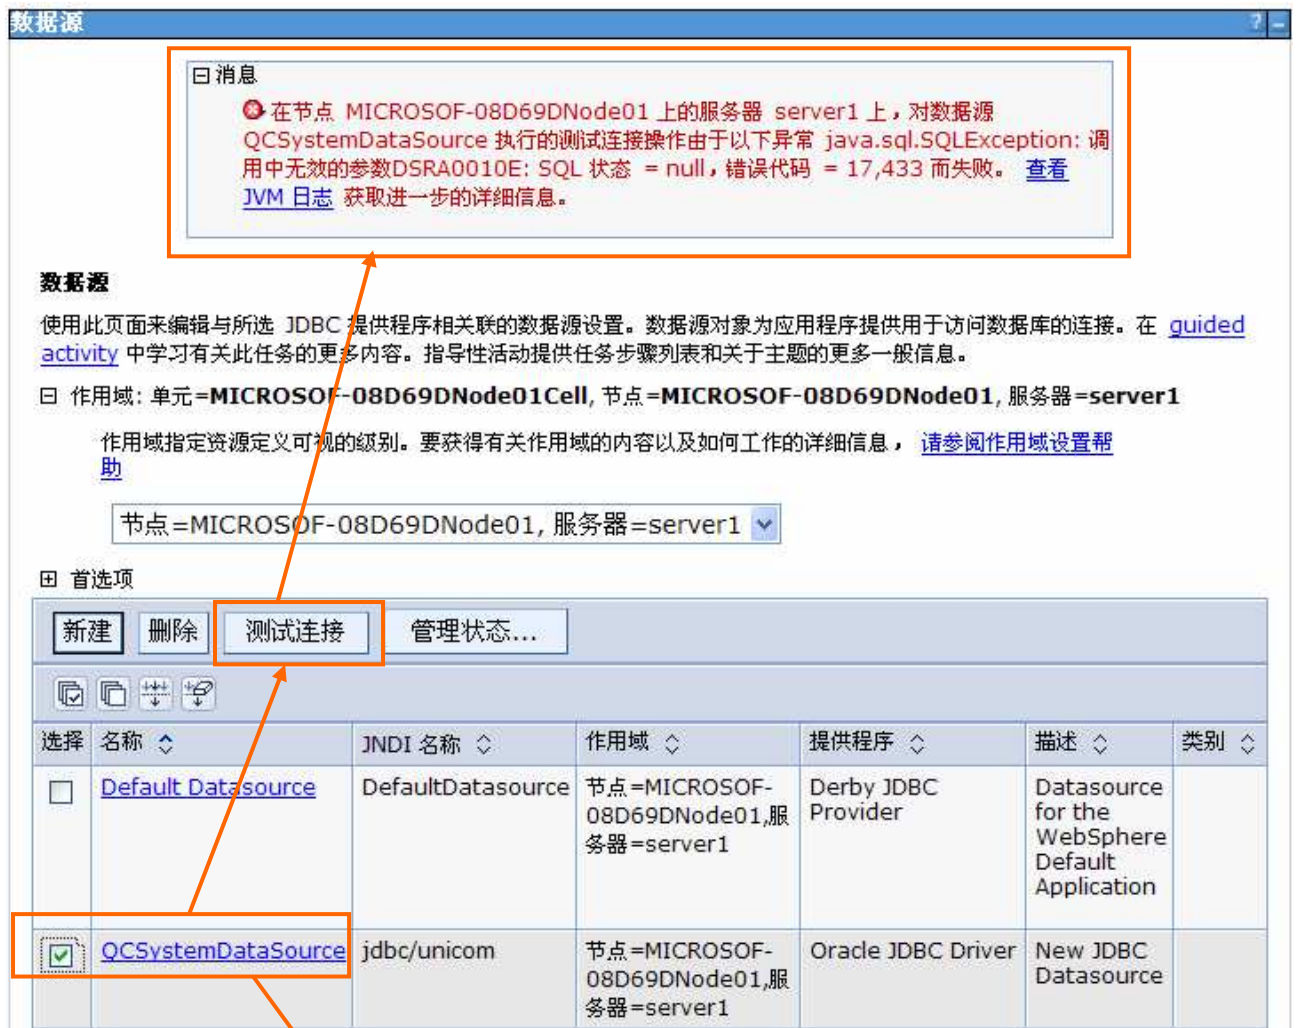 数据源
? –
消息
在节点 MICROSOF-08D69DNode01 上的服务器 server1 上，对数据源
QCSystemDataSource 执行的测试连接操作由于以下异常 java.sql.SQLException: 调
用中无效的参数DSRA0010E: SQL 状态 = null，错误代码 = 17,433 而失败。 查看
JVM 日志 获取进一步的详细信息。
数据源
使用此页面来编辑与所选 JDBC 提供程序相关联的数据源设置。数据源对象为应用程序提供用于访问数据库的连接。在 guided
activity 中学习有关此任务的更多内容。指导性活动提供任务步骤列表和关于主题的更多一般信息。
作用域: 单元=MICROSOF-08D69DNode01Cell, 节点=MICROSOF-08D69DNode01, 服务器=server1
作用域指定资源定义可视的级别。要获得有关作用域的内容以及如何工作的详细信息， 请参阅作用域设置帮
助
节点=MICROSOF-08D69DNode01, 服务器=server1
首选项
新建 删除 测试连接 管理状态...
选择 名称 JNDI 名称 作用域 提供程序 描述 类别
Default Datasource DefaultDatasource 节点=MICROSOF- Derby JDBC Datasource
08D69DNode01,服 Provider for the
务器=server1 WebSphere
Default
Application
QCSystemDataSource jdbc/unicom 节点=MICROSOF- Oracle JDBC Driver New JDBC
08D69DNode01,服 Datasource
务器=server1